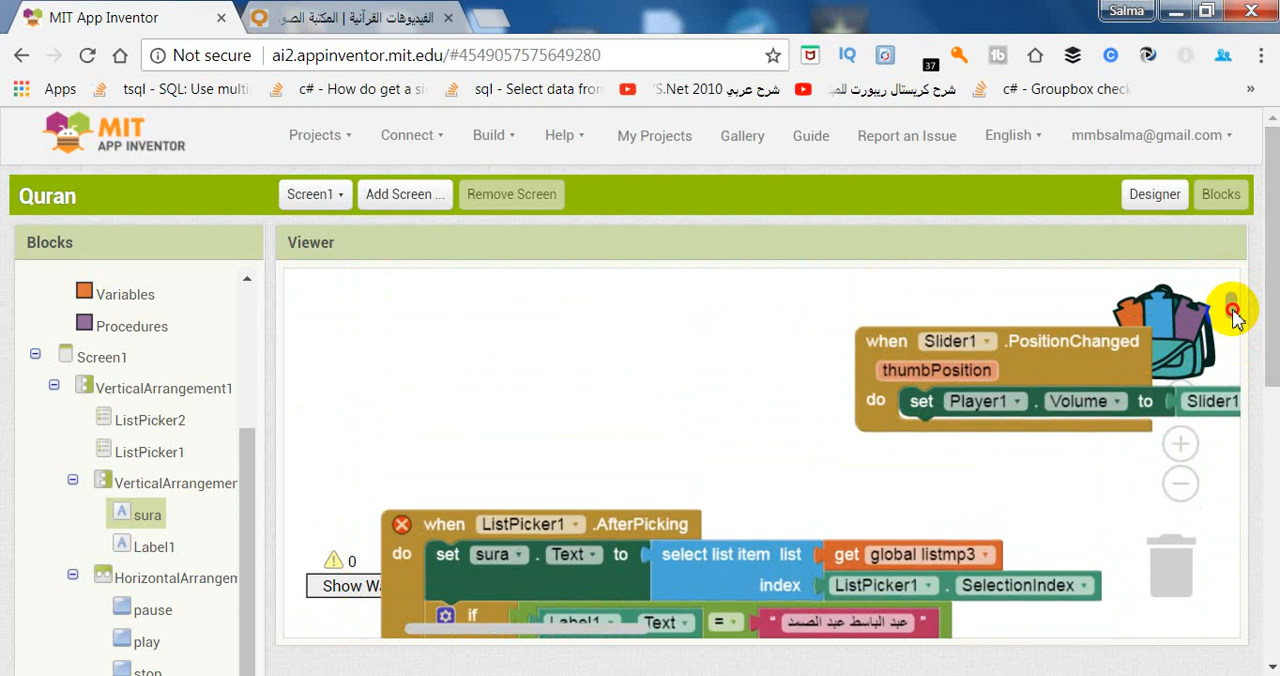 MIT App Inventor
الفيديوهات القرآنية | المكتبة الصو
Salma
Not secure
ai2.appinventor.mit.edu/#4549057575649280
IQ
37
Apps
tsql - SQL: Use multi
c# - How do get a si
sql - Select data from
S.Net 2010 شرح عربي
شرح كريستال ريبورت للمب
c# - Groupbox chec
»
MIT
APP INVENTOR
Projects
Connect
Build
Help
My Projects
Gallery
Guide
Report an Issue
English
mmbsalma@gmail.com
Quran
Screen1
Add Screen ...
Remove Screen
Designer
Blocks
Blocks
Viewer
Variables
Procedures
Screen1
VerticalArrangement1
ListPicker2
ListPicker1
VerticalArrangemen
A sura
A Label1
HorizontalArrangem
pause
play
stop
when Slider1 .PositionChanged
thumbPosition
do set Player1 . Volume to Slider1
when ListPicker1 .AfterPicking
do set sura . Text to select list item list get global listmp3
index ListPicker1 . SelectionIndex
if Label1 . Text = " عبد الباسط عبد الصمد "
0
Show Wa